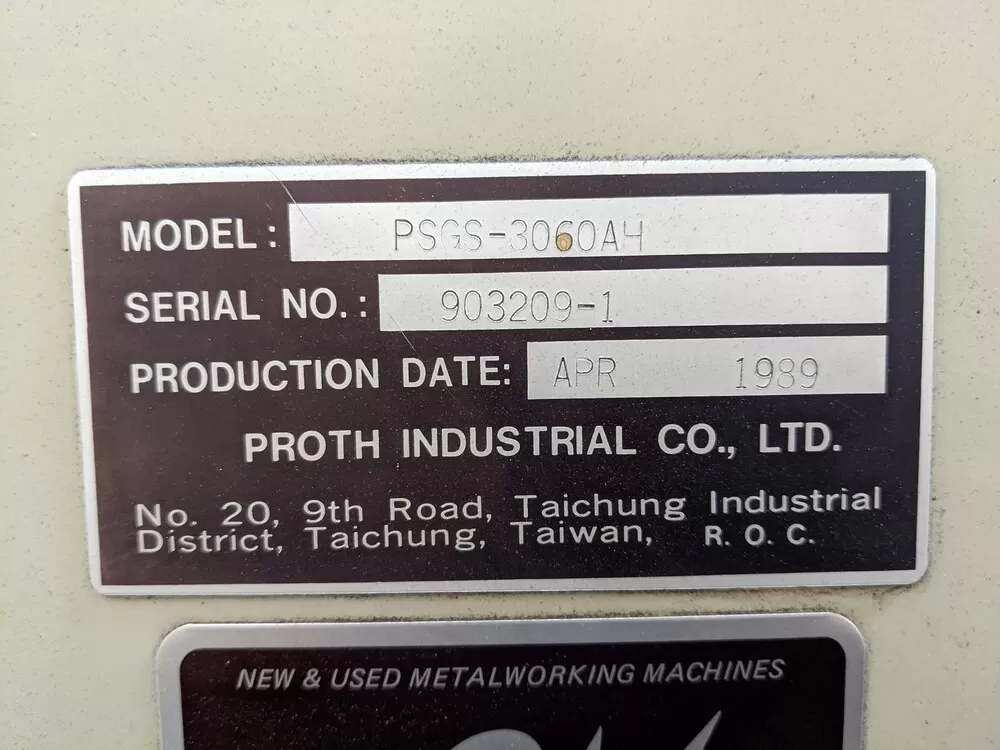 MODEL: PSGS-3060AH
SERIAL NO.: 903209-1
PRODUCTION DATE: APR 1989
PROTH INDUSTRIAL CO., LTD.
No. 20, 9th Road, Taichung Industrial
District, Taichung, Taiwan, R. O. C.
NEW & USED METALWORKING MACHINES